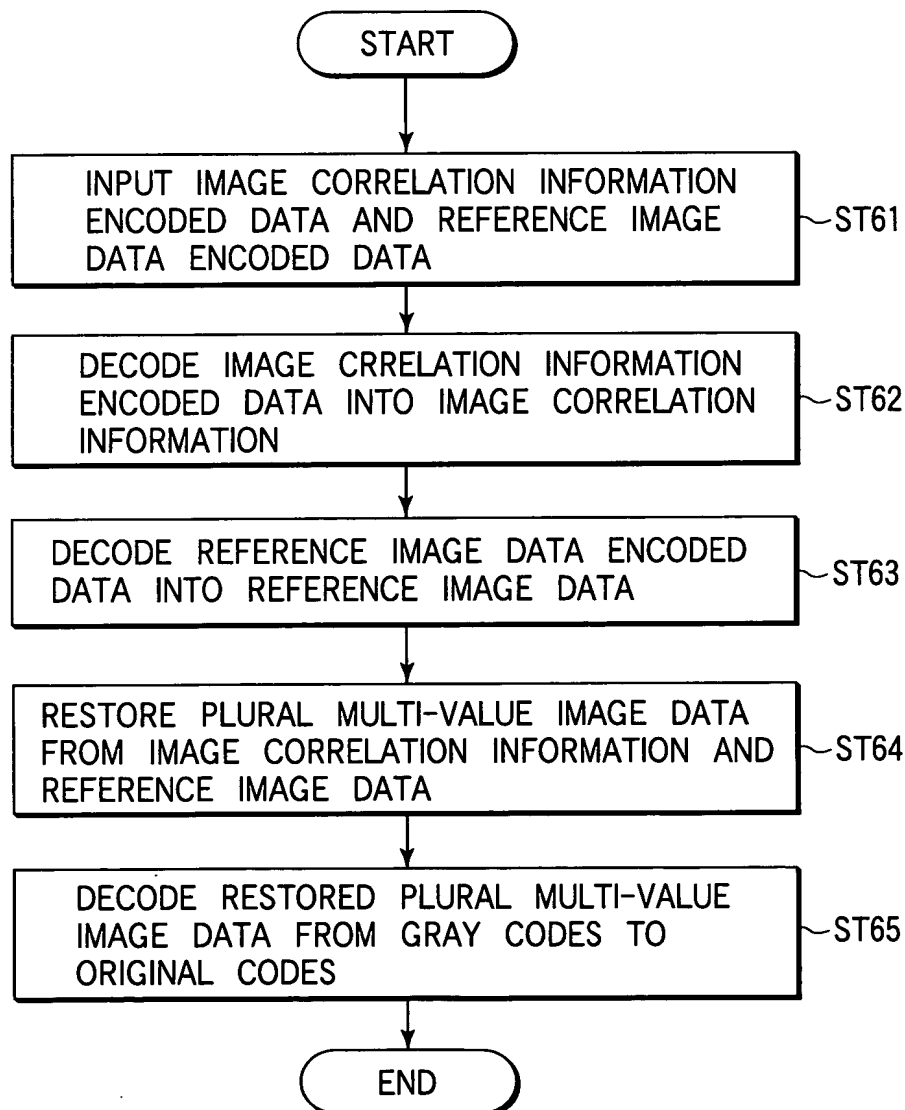 START
INPUT IMAGE CORRELATION INFORMATION
ENCODED DATA AND REFERENCE IMAGE
DATA ENCODED DATA
ST61
DECODE IMAGE CRRELATION INFORMATION
ENCODED DATA INTO IMAGE CORRELATION
INFORMATION
ST62
DECODE REFERENCE IMAGE DATA ENCODED
DATA INTO REFERENCE IMAGE DATA
ST63
RESTORE PLURAL MULTI-VALUE IMAGE DATA
FROM IMAGE CORRELATION INFORMATION AND
REFERENCE IMAGE DATA
ST64
DECODE RESTORED PLURAL MULTI-VALUE
IMAGE DATA FROM GRAY CODES TO
ORIGINAL CODES
ST65
END